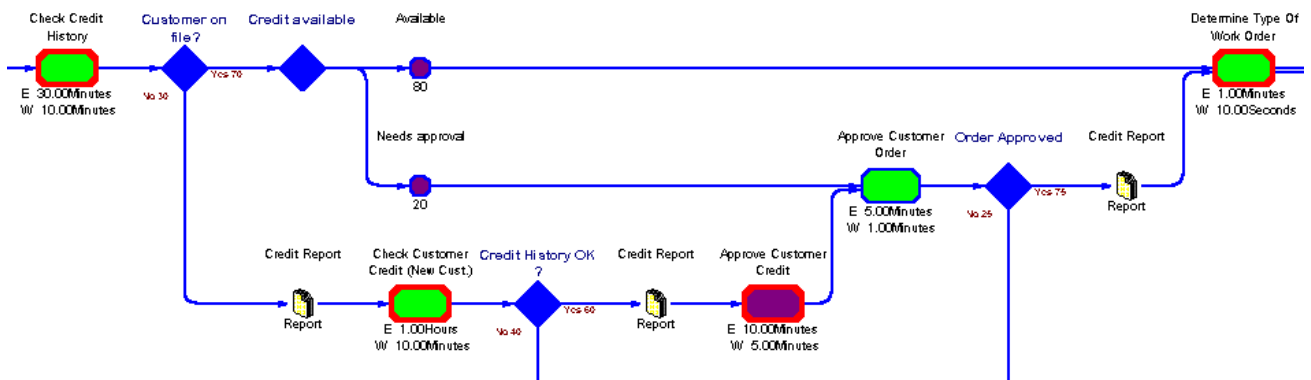 Check Credit
History
Customer on
file?
Credit available
Available
Determine Type Of
Work Order
Yes 70
No 30
80
E 30.00Minutes
W 10.00Minutes
E 1.00Minutes
W 10.00Seconds
Needs approval
Approve Customer
Order
Order Approved
Credit Report
20
Yes 75
No 25
Report
E 5.00Minutes
W 1.00Minutes
Credit Report
Check Customer
Credit (New Cust.)
Credit History OK
?
Credit Report
Approve Customer
Credit
Report
Yes 60
No 40
Report
E 1.00Hours
W 10.00Minutes
E 10.00Minutes
W 5.00Minutes